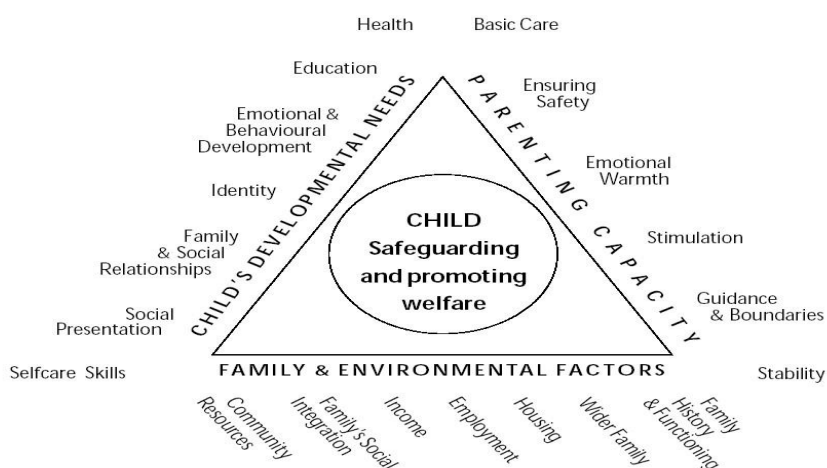 Health
Basic Care
Education
Ensuring
Safety
Emotional &
Behavioural
Development
Emotional
Warmth
Identity
Stimulation
Family
& Social
Relationships
Guidance
& Boundaries
Social
Presentation
Selfcare Skills
Stability
CHILD'S DEVELOPMENTAL NEEDS
PARENTING CAPACITY
CHILD
Safeguarding
and promoting
welfare
FAMILY & ENVIRONMENTAL FACTORS
Community
Resources
Family's Social
Integration
Income
Employment
Housing
Wider Family
Family
History
& Functioning